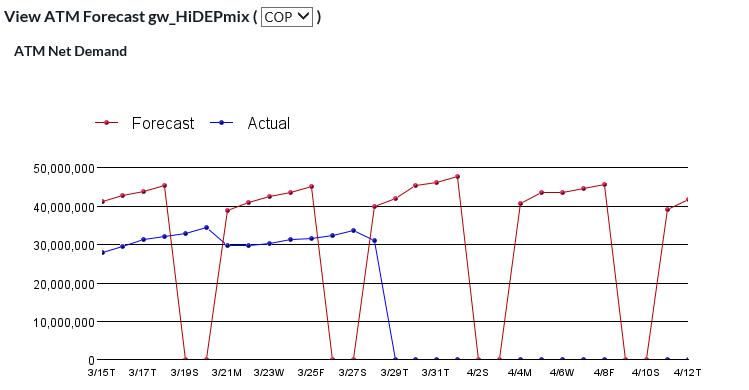 View ATM Forecast gw_HiDEPmix ( COP )
ATM Net Demand
Forecast Actual
50,000,000
40,000,000
30,000,000
20,000,000
10,000,000
0
3/15T 3/17T 3/19S 3/21M 3/23W 3/25F 3/27S 3/29T 3/31T 4/2S 4/4M 4/6W 4/8F 4/10S 4/12T